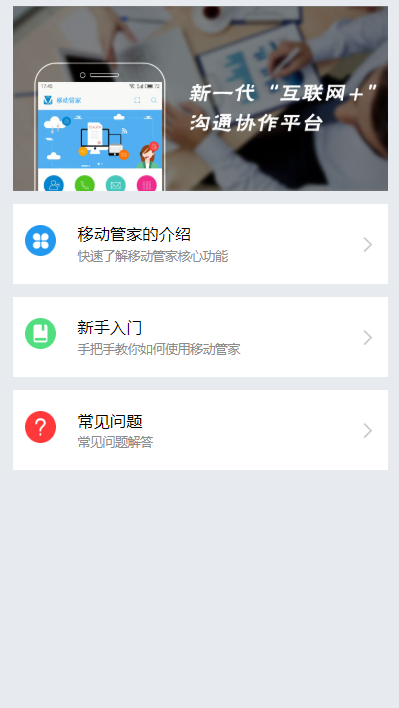 17:45
72
移动管家
新一代“互联网+”
沟通协作平台
移动管家的介绍
快速了解移动管家核心功能
新手入门
手把手教你如何使用移动管家
常见问题
常见问题解答